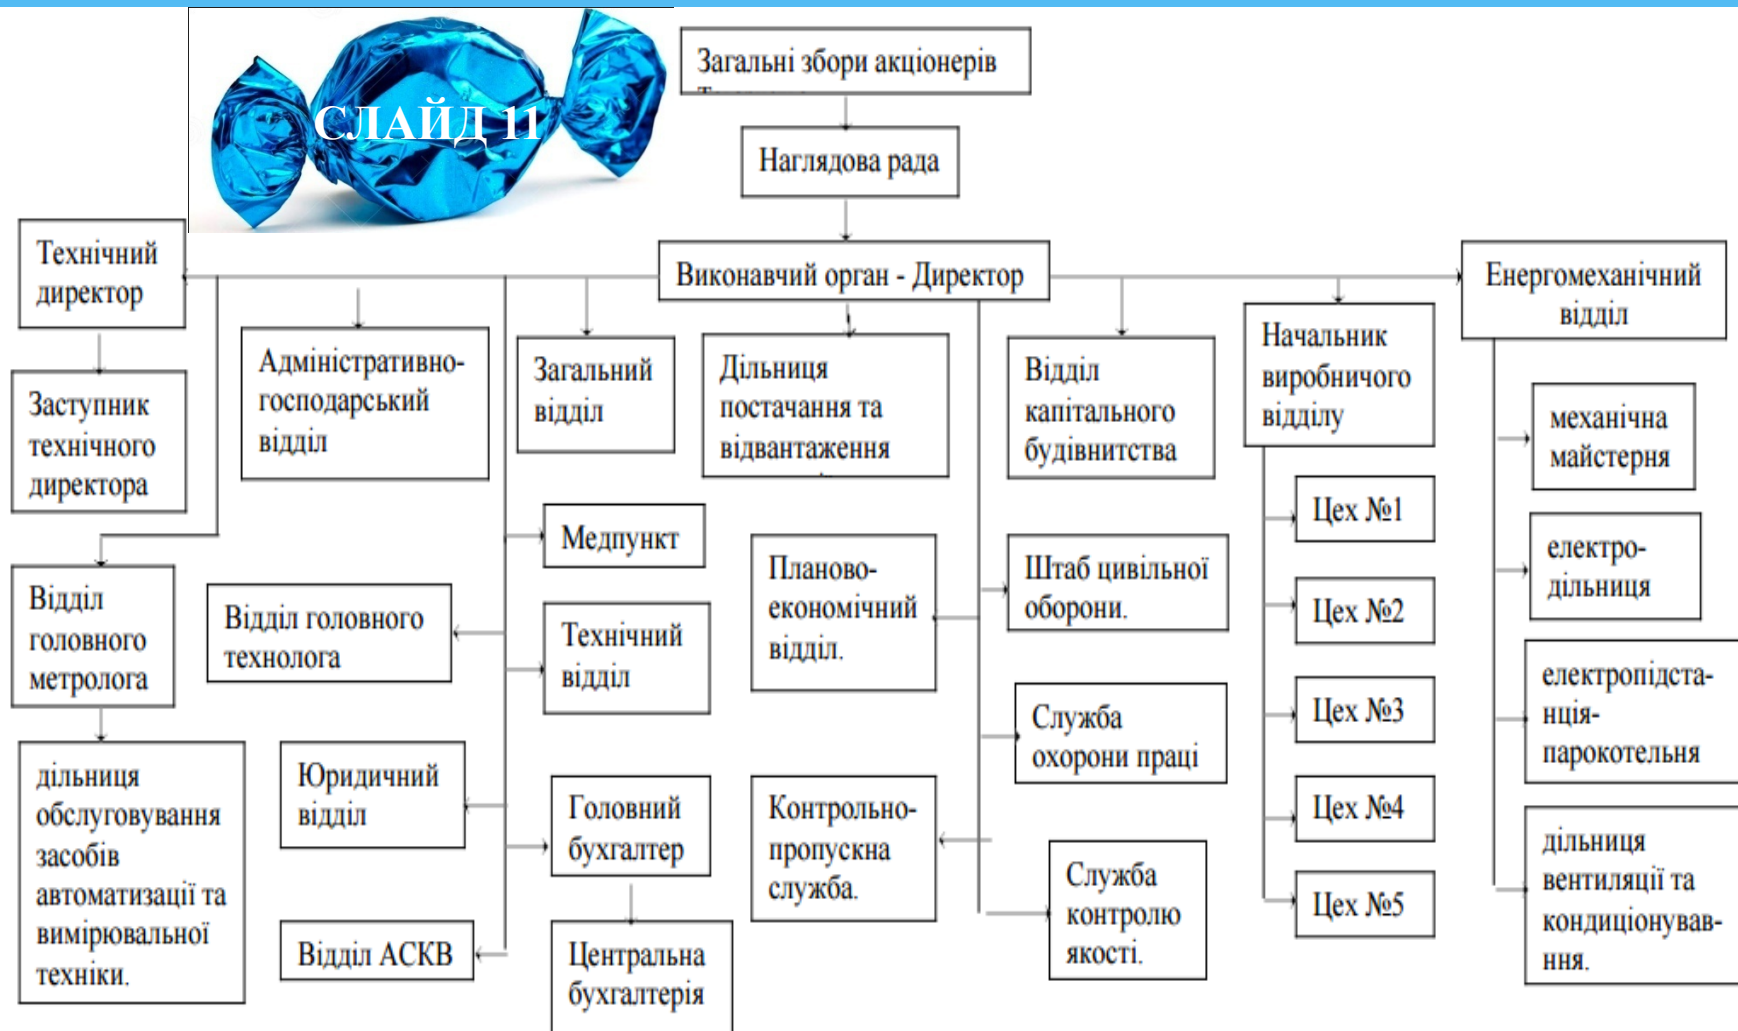 СЛАЙД 11
Загальні збори акціонерів
Наглядова рада
Виконавчий орган - Директор
Технічний
директор
Енергомеханічний
відділ
Заступник
технічного
директора
Адміністративно-
господарський
відділ
Загальний
відділ
Дільниця
постачання та
відвантаження
Відділ
капітального
будівнитства
Начальник
виробничого
відділу
механічна
майстерня
Цех №1
Медпункт
електро-
дільниця
Відділ
головного
метролога
Відділ головного
технолога
Технічний
відділ
Планово-
економічний
відділ.
Штаб цивільної
оборони.
Цех №2
електропідста-
нція-
парокотельня
Служба
охорони праці
Цех №3
дільниця
обслуговування
засобів
автоматизації та
вимірювальної
техніки.
Юридичний
відділ
Головний
бухгалтер
Контрольно-
пропускна
служба.
Цех №4
дільниця
вентиляції та
кондиціонував-
ння.
Служба
контролю
якості.
Цех №5
Відділ АСКВ
Центральна
бухгалтерія